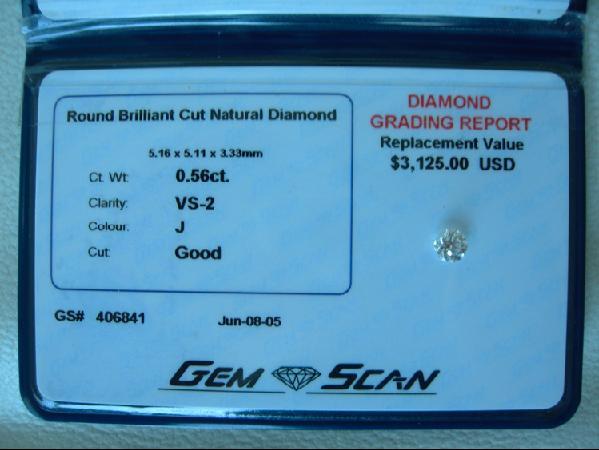 Round Brilliant Cut Natural Diamond
5.16 x 5.11 x 3.33mm
Ct. Wt: 0.56ct.
Clarity: VS-2
Colour: J
Cut: Good
DIAMOND
GRADING REPORT
Replacement Value
$3,125.00 USD
GS# 406841
Jun-08-05
GEM SCAN